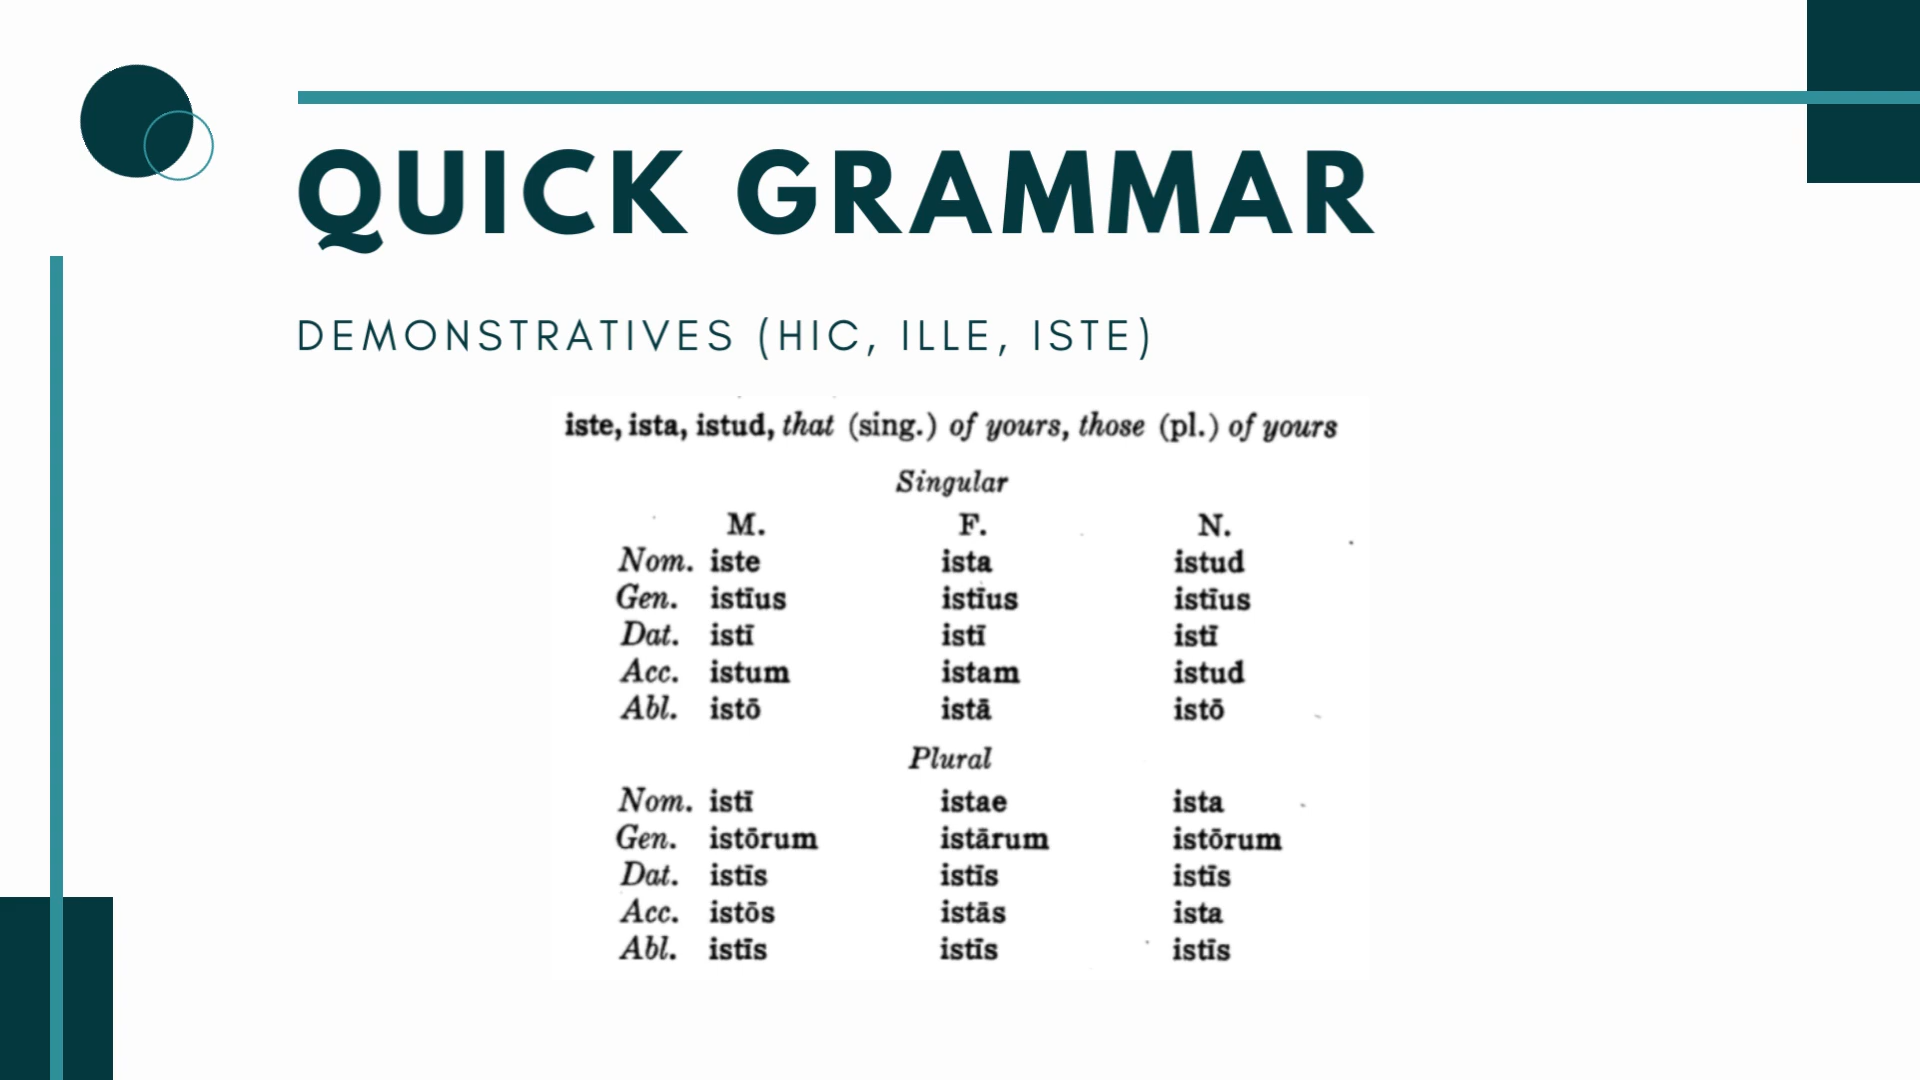 QUICK GRAMMAR
DEMONSTRATIVES (HIC, ILLE, ISTE)
iste, ista, istud, that (sing.) of yours, those (pl.) of yours
Singular
M. F. N.
Nom. iste ista istud
Gen. istīus istīus istīus
Dat. istī istī istī
Acc. istum istam istud
Abl. istō istā istō
Plural
Nom. istī istae ista
Gen. istōrum istārum istōrum
Dat. istīs istīs istīs
Acc. istōs istās ista
Abl. istīs istīs istīs